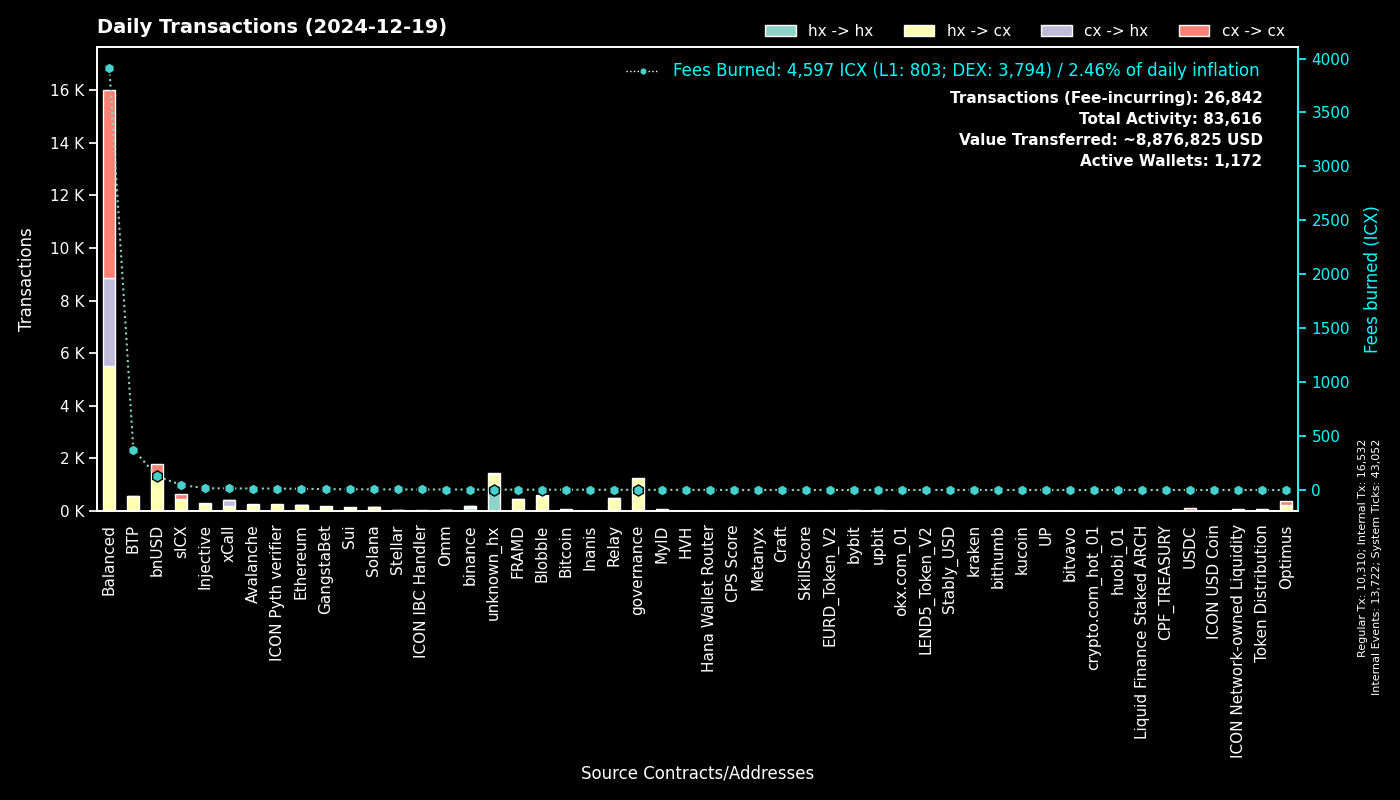 Daily Transactions (2024-12-19)
hx -> hx
hx -> cx
cx -> hx
cx -> cx
Fees Burned: 4,597 ICX (L1: 803; DEX: 3,794) / 2.46% of daily inflation
Transactions (Fee-incurring): 26,842
Total Activity: 83,616
Value Transferred: ~8,876,825 USD
Active Wallets: 1,172
Transactions
16 K
14 K
12 K
10 K
8 K
6 K
4 K
2 K
0 K
4000
3500
3000
2500
2000
1500
1000
500
0
Fees burned (ICX)
Regular Tx: 10,310; Internal Tx: 16,532
Internal Events: 13,722; System Ticks: 43,052
Balanced
BTP
bnUSD
sICX
Injective
xCall
Avalanche
ICON Pyth verifier
Ethereum
GangstaBet
Sui
Solana
Stellar
ICON IBC Handler
Omm
binance
unknown_hx
FRAMD
Blobble
Bitcoin
Inanis
Relay
governance
MyID
HVH
Hana Wallet Router
CPS Score
Metanyx
Craft
SkillScore
EURD_Token_V2
bybit
upbit
okx.com_01
LEND5_Token_V2
Stably_USD
kraken
bithumb
kucoin
UP
bitvavo
crypto.com_hot_01
huobi_01
Liquid Finance Staked ARCH
CPF_TREASURY
USDC
ICON USD Coin
ICON Network-owned Liquidity
Token Distribution
Optimus
Source Contracts/Addresses